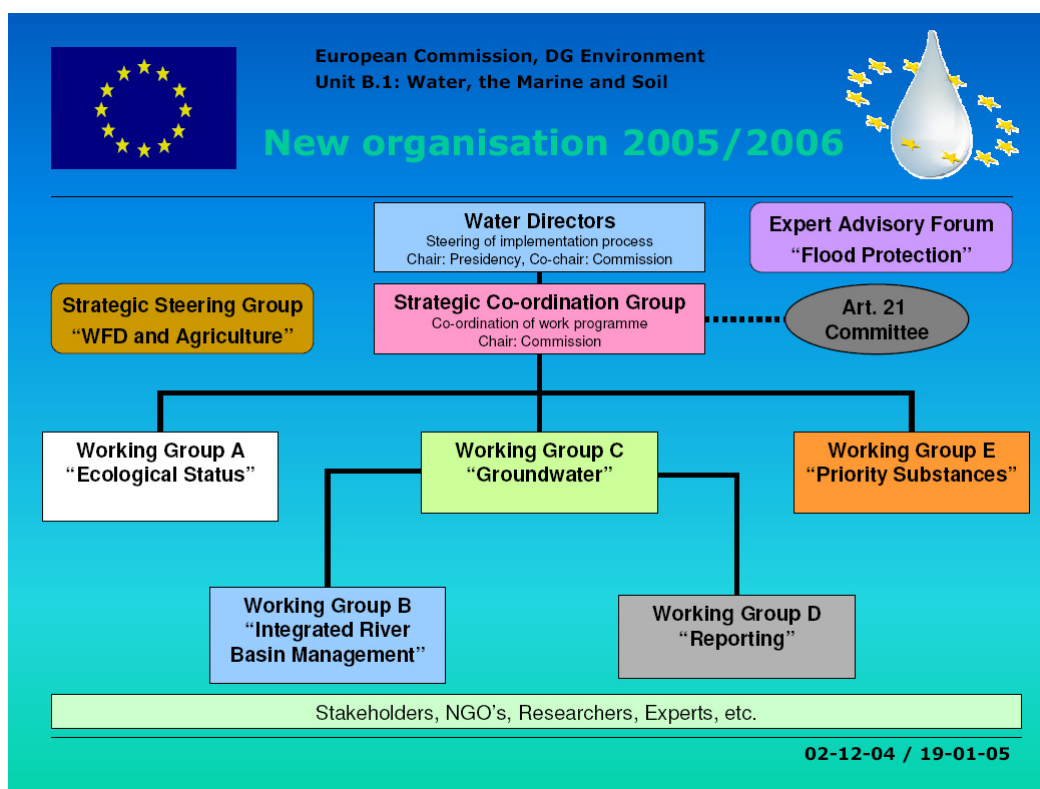 European Commission, DG Environment
Unit B.1: Water, the Marine and Soil
New organisation 2005/2006
Water Directors
Steering of implementation process
Chair: Presidency, Co-chair: Commission
Expert Advisory Forum
“Flood Protection”
Strategic Steering Group
“WFD and Agriculture”
Strategic Co-ordination Group
Co-ordination of work programme
Chair: Commission
Art. 21
Committee
Working Group A
“Ecological Status”
Working Group C
“Groundwater”
Working Group E
“Priority Substances”
Working Group B
“Integrated River
Basin Management”
Working Group D
“Reporting”
Stakeholders, NGO’s, Researchers, Experts, etc.
02-12-04 / 19-01-05